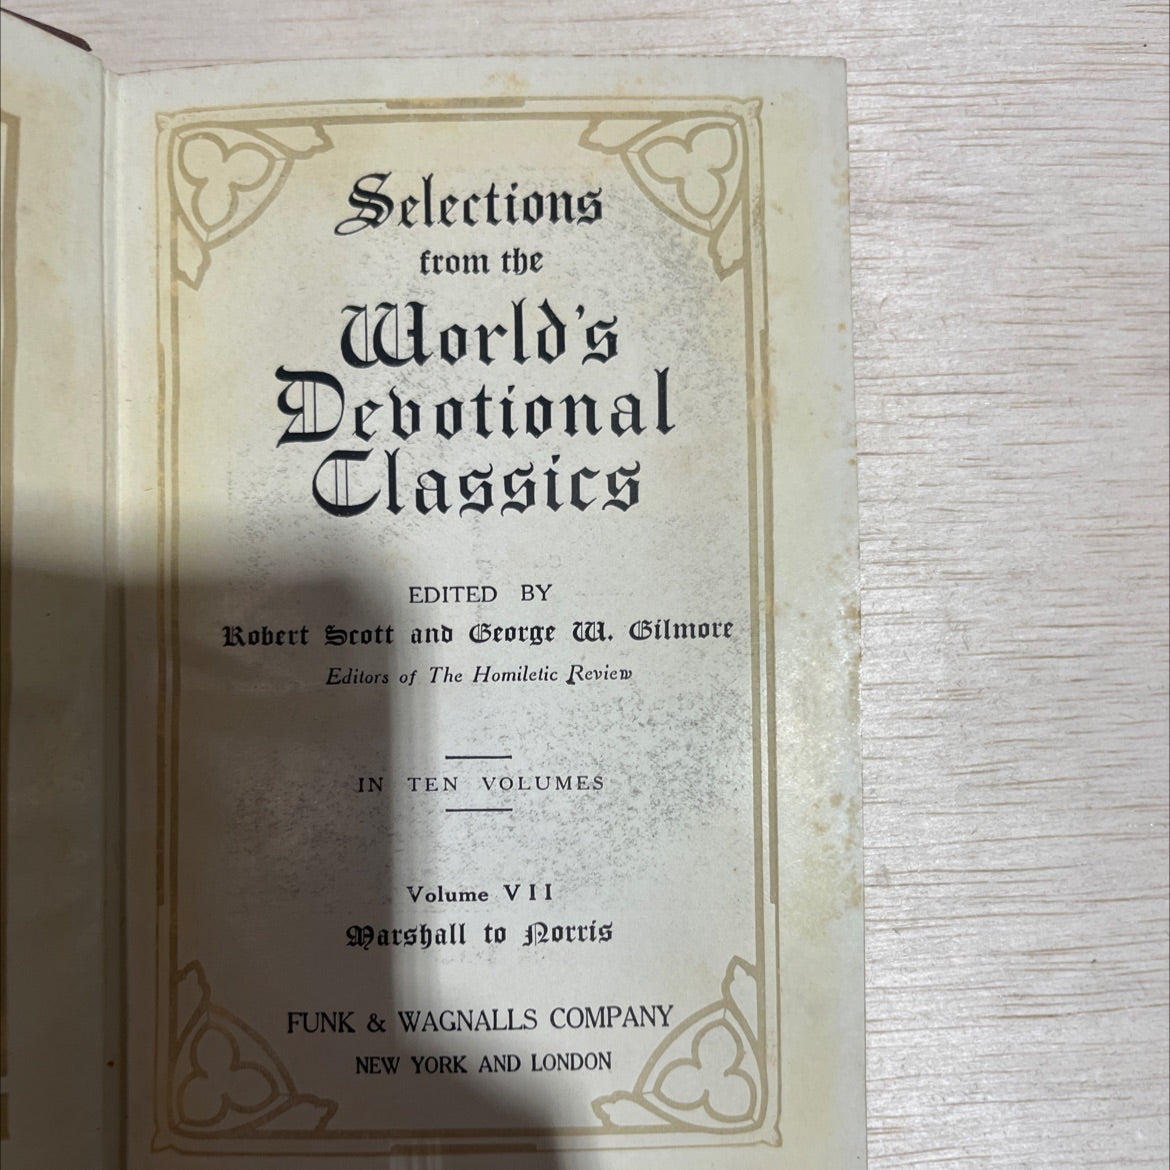 Selections
from the
World's
Devotional
Classics
EDITED BY
Robert Scott and George W. Gilmore
Editors of The Homiletic Review
IN TEN VOLUMES
Volume VII
Marshall to Norris
FUNK & WAGNALLS COMPANY
NEW YORK AND LONDON